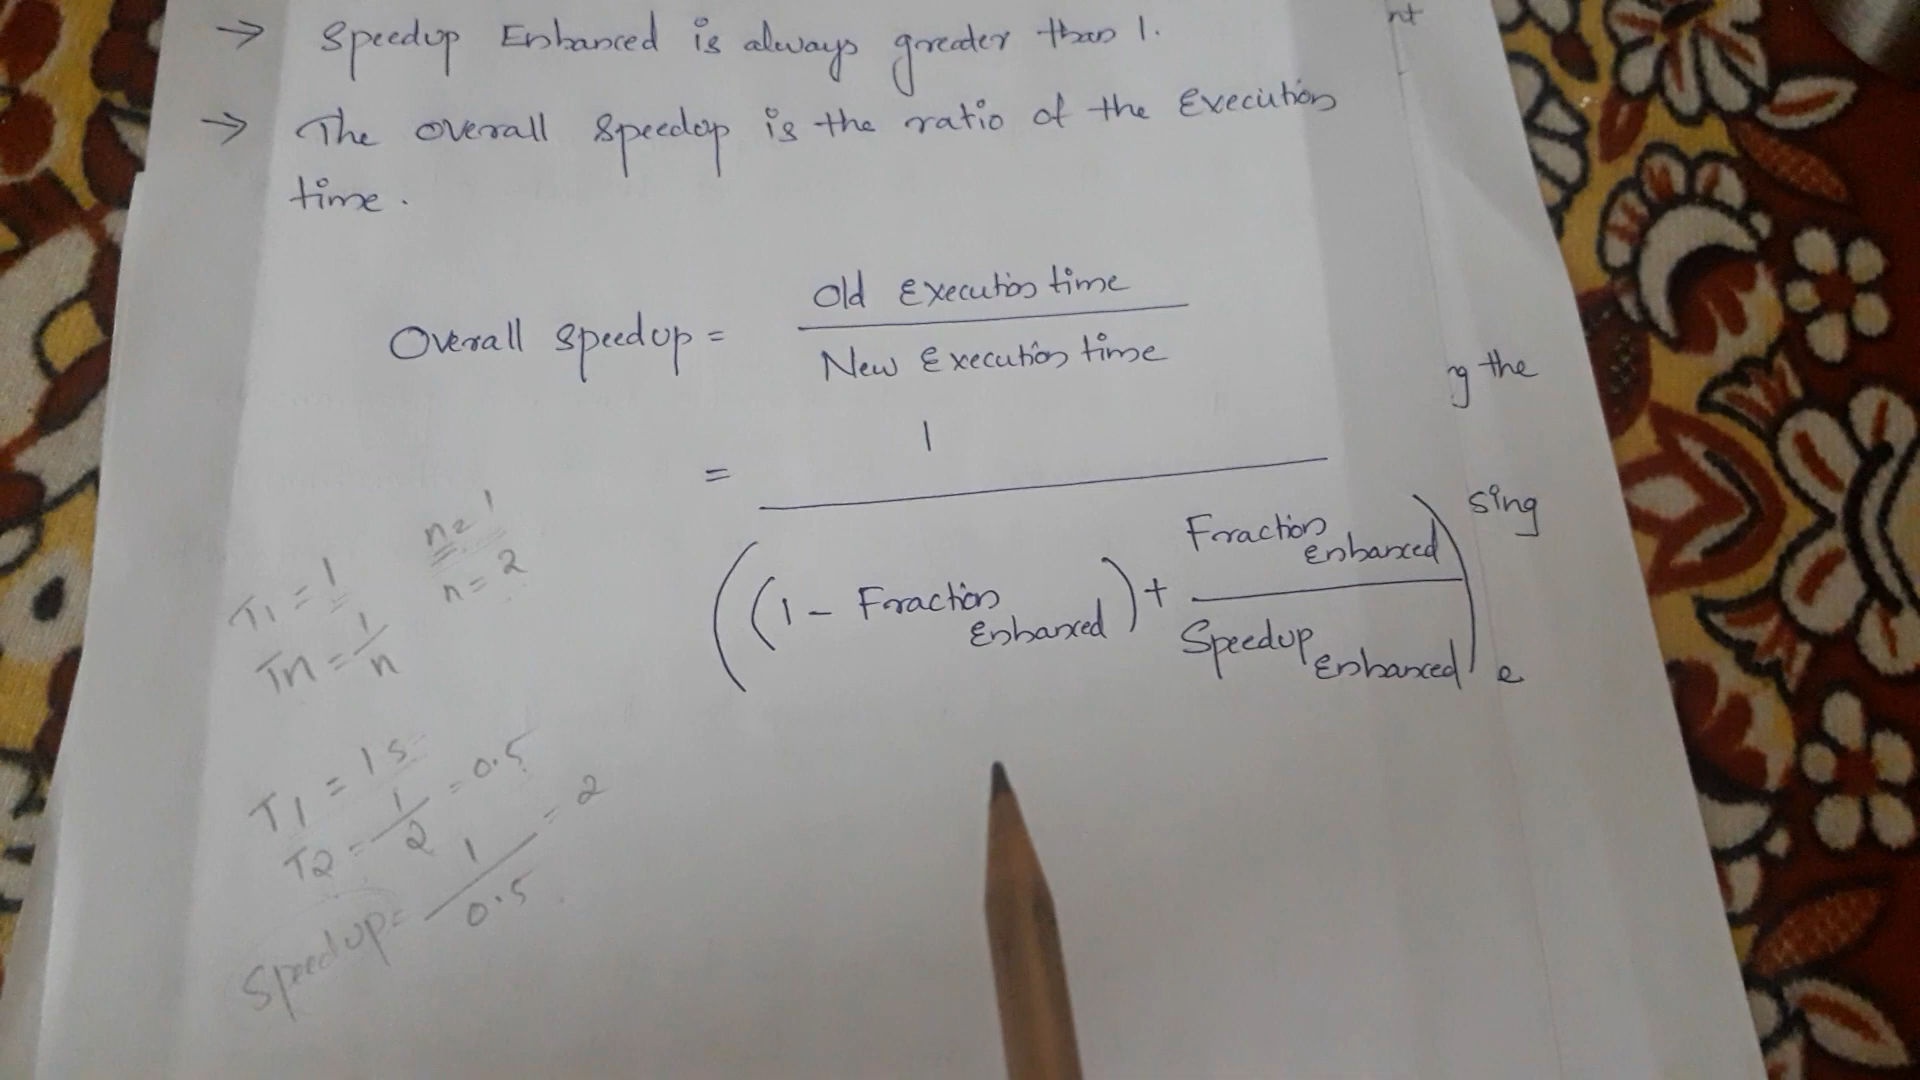 → Speedup Enhanced is always greater than 1.
→ The overall speedup is the ratio of the Execution
time.
Overall speedup = Old Execution time / New Execution time
= 1 / ((1 - Fraction Enhanced) + Fraction Enhanced / Speedup Enhanced)
T1 = 1 n=1
Tn = 1/n n=2
T1 = 1s
T2 = 1/2 = 0.5
Speedup = 1/0.5 = 2
nt
g the
sing
e